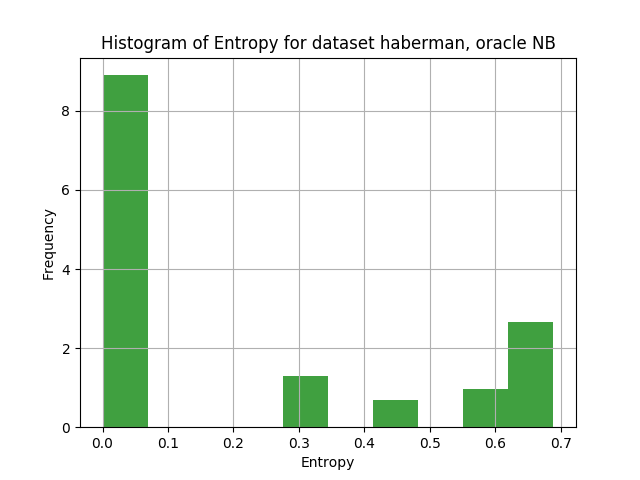 Histogram of Entropy for dataset haberman, oracle NB
8
6
4
2
0
Frequency
0.0 0.1 0.2 0.3 0.4 0.5 0.6 0.7
Entropy